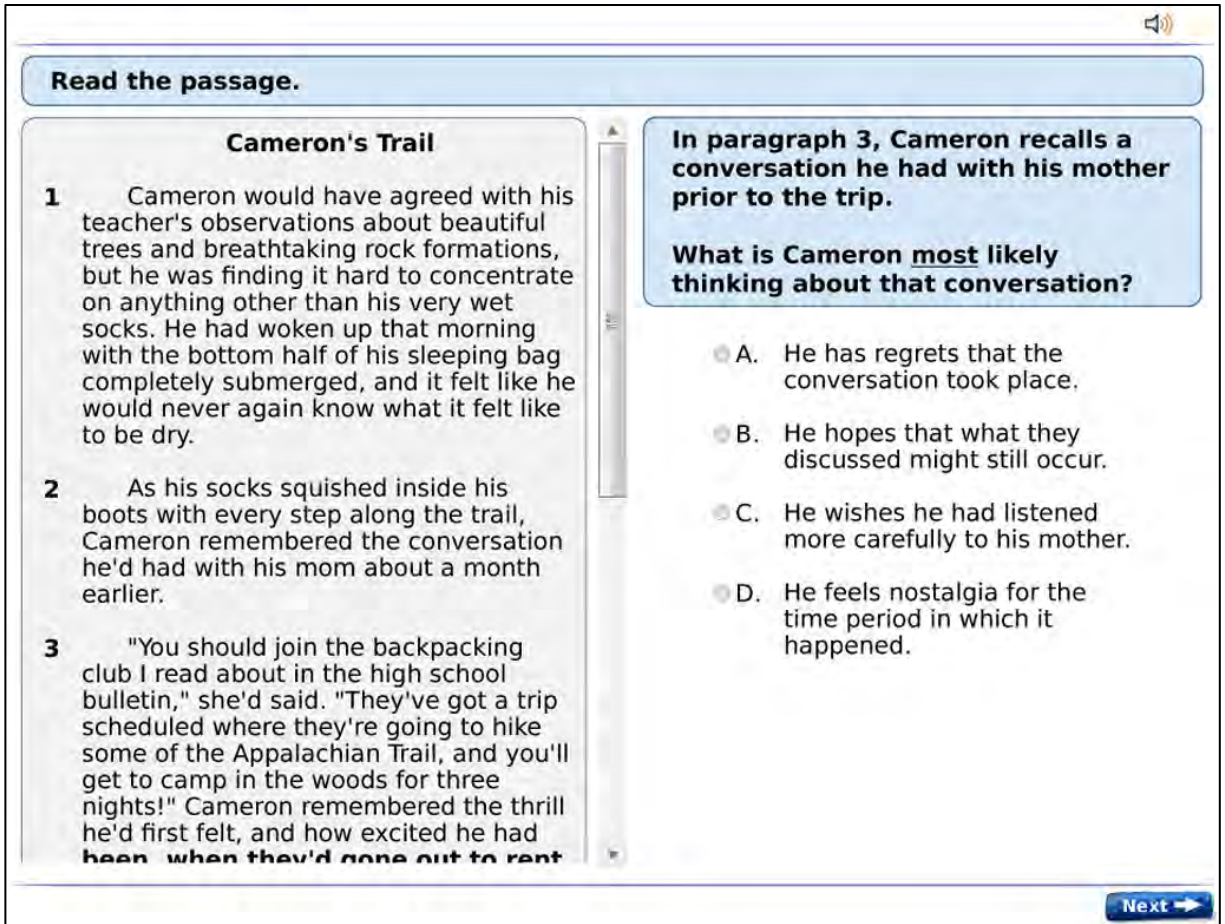 Read the passage.
Cameron's Trail
1 Cameron would have agreed with his
teacher's observations about beautiful
trees and breathtaking rock formations,
but he was finding it hard to concentrate
on anything other than his very wet
socks. He had woken up that morning
with the bottom half of his sleeping bag
completely submerged, and it felt like he
would never again know what it felt like
to be dry.
2 As his socks squished inside his
boots with every step along the trail,
Cameron remembered the conversation
he'd had with his mom about a month
earlier.
3 "You should join the backpacking
club I read about in the high school
bulletin," she'd said. "They've got a trip
scheduled where they're going to hike
some of the Appalachian Trail, and you'll
get to camp in the woods for three
nights!" Cameron remembered the thrill
he'd first felt, and how excited he had
been, when they'd gone out to rent
In paragraph 3, Cameron recalls a
conversation he had with his mother
prior to the trip.
What is Cameron most likely
thinking about that conversation?
A. He has regrets that the
conversation took place.
B. He hopes that what they
discussed might still occur.
C. He wishes he had listened
more carefully to his mother.
D. He feels nostalgia for the
time period in which it
happened.
Next